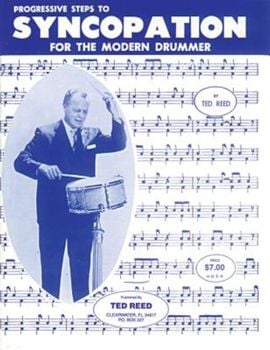 PROGRESSIVE STEPS TO
SYNCOPATION
FOR THE MODERN DRUMMER
BY
TED REED
PRICE
$7.00
IN U.S.A.
Published By
TED REED
CLEARWATER, FL 34617
P.O. BOX 327